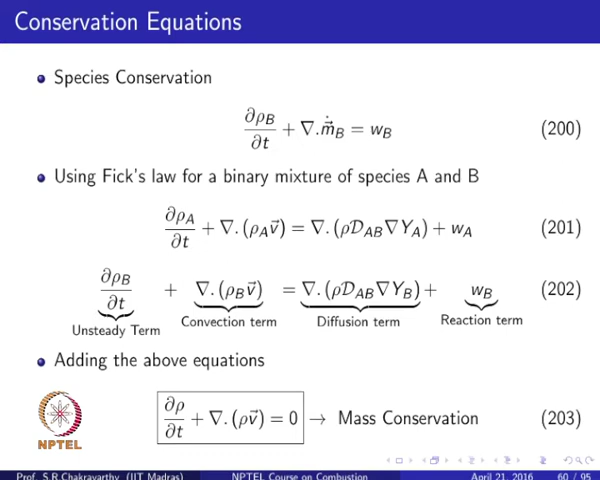 Conservation Equations
Species Conservation
∂ρ_B/∂t + ∇.ṁ⃗_B = w_B (200)
Using Fick's law for a binary mixture of species A and B
∂ρ_A/∂t + ∇.(ρ_A v⃗) = ∇.(ρ𝒟_AB∇Y_A) + w_A (201)
∂ρ_B/∂t + ∇.(ρ_B v⃗) = ∇.(ρ𝒟_AB∇Y_B) + w_B (202)
Unsteady Term Convection term Diffusion term Reaction term
Adding the above equations
∂ρ/∂t + ∇.(ρv⃗) = 0 → Mass Conservation (203)
NPTEL
Prof. S.R.Chakravarthy (IIT Madras) NPTEL Course on Combustion April 21, 2016 60 / 95